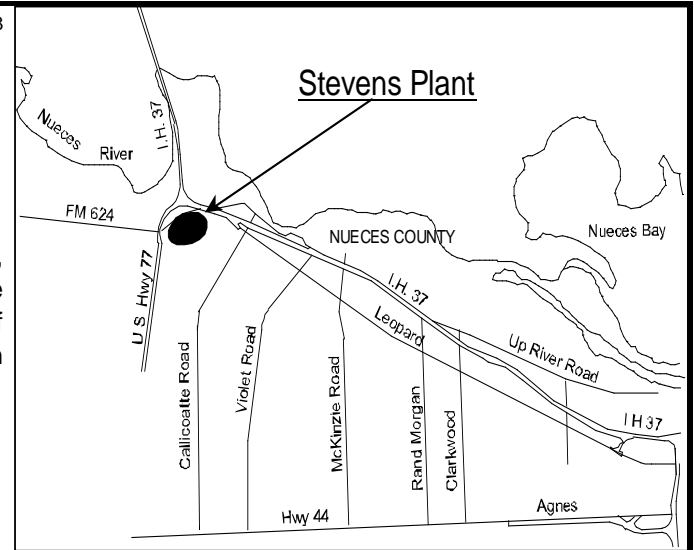 Stevens Plant
Nueces
River
I.H. 37
FM 624
U S Hwy 77
NUECES COUNTY
Nueces Bay
I.H. 37
Leopard
Up River Road
I H 37
Callicoatte Road
Violet Road
McKinzie Road
Rand Morgan
Clarkwood
Hwy 44
Agnes